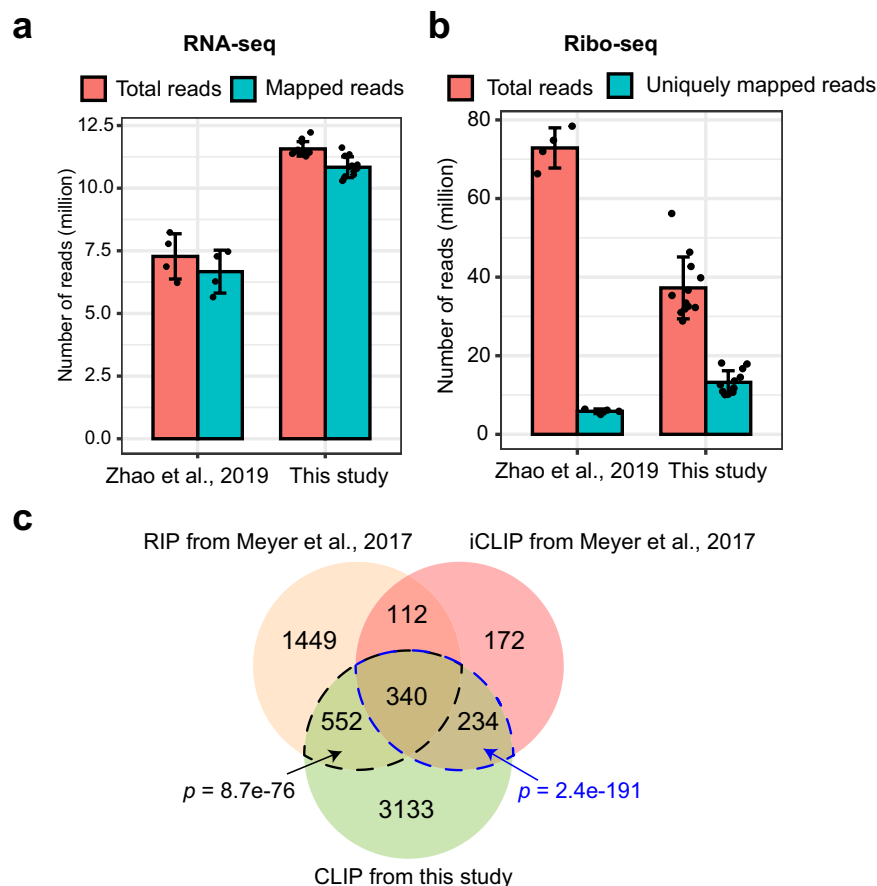 a
RNA-seq
Total reads Mapped reads
Number of reads (million)
12.5
10.0
7.5
5.0
2.5
0.0
Zhao et al., 2019 This study
b
Ribo-seq
Total reads Uniquely mapped reads
Number of reads (million)
80
60
40
20
0
Zhao et al., 2019 This study
c
RIP from Meyer et al., 2017 iCLIP from Meyer et al., 2017
112
1449 172
340
552 234
p = 8.7e-76 p = 2.4e-191
3133
CLIP from this study